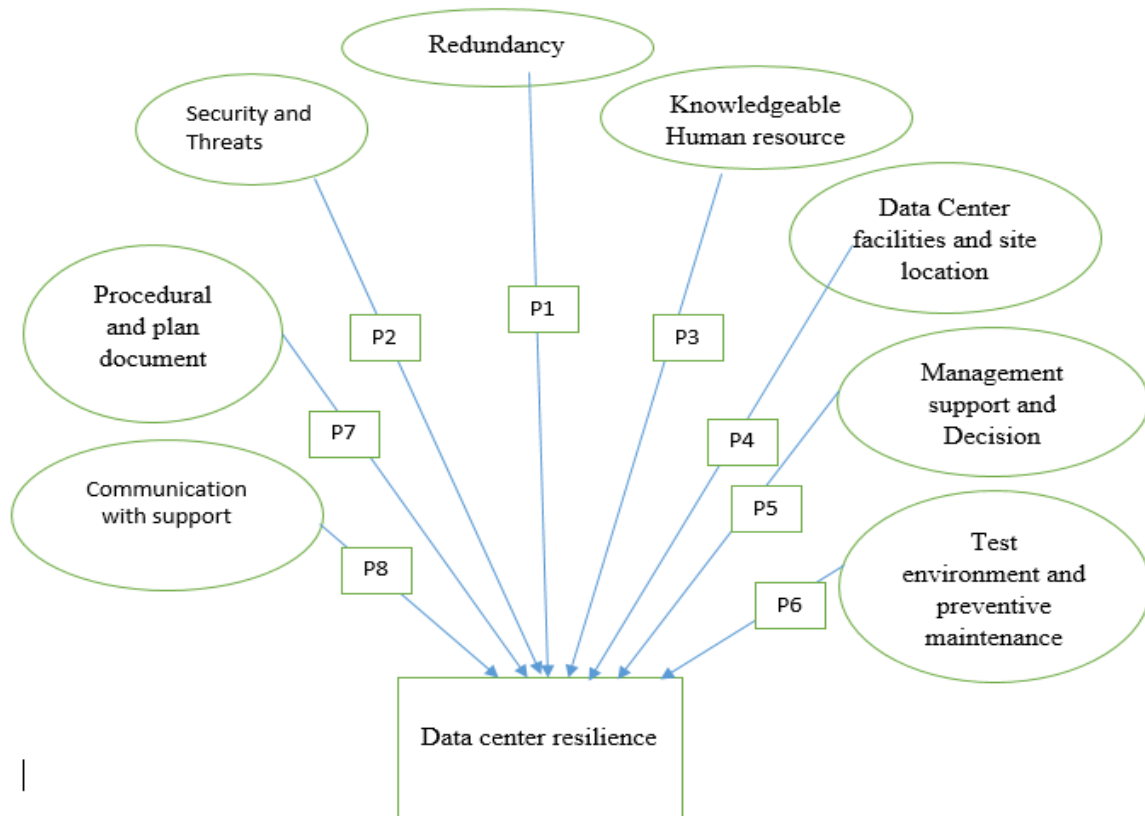 Redundancy
Security and
Threats
Knowledgeable
Human resource
Data Center
facilities and site
location
Procedural
and plan
document
P1
P2
P3
Management
support and
Decision
P7
P4
Communication
with support
P5
P8
Test
environment and
preventive
maintenance
P6
Data center resilience